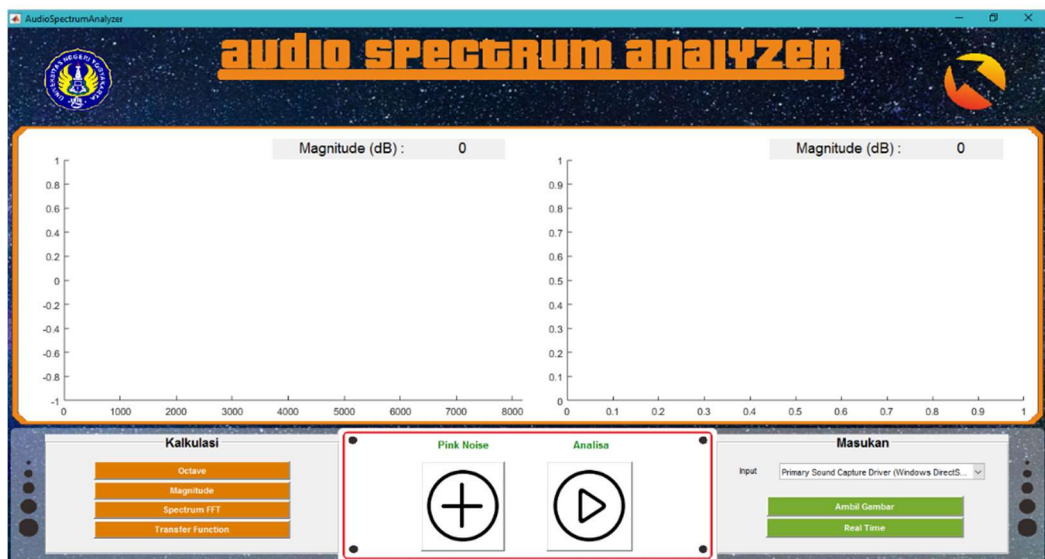 AudioSpectrumAnalyzer
AUDIO SPECTRUM ANALYZER
UNIVERSITAS NEGERI YOGYAKARTA
Magnitude (dB) : 0
1
0.8
0.6
0.4
0.2
0
-0.2
-0.4
-0.6
-0.8
-1
0 1000 2000 3000 4000 5000 6000 7000 8000
Magnitude (dB) : 0
1
0.9
0.8
0.7
0.6
0.5
0.4
0.3
0.2
0.1
0
0 0.1 0.2 0.3 0.4 0.5 0.6 0.7 0.8 0.9 1
Kalkulasi
Octave
Magnitude
Spectrum FFT
Transfer Function
Pink Noise Analisa
Masukan
Input Primary Sound Capture Driver (Windows DirectS...
Ambil Gambar
Real Time